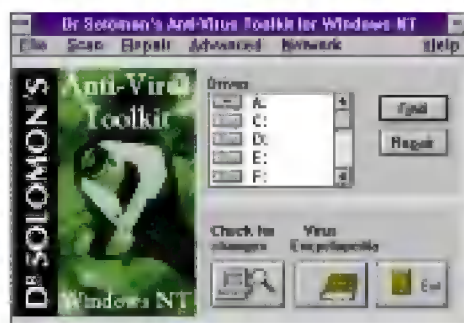 Dr Solomon's Anti-Virus Toolkit for Windows NT
File Scan Repair Advanced Network Help
DR SOLOMON'S
Anti-Virus
Toolkit
Windows NT
Drives
A:
C:
D:
E:
F:
Find
Repair
Check for
changes
Virus
Encyclopedia
Exit